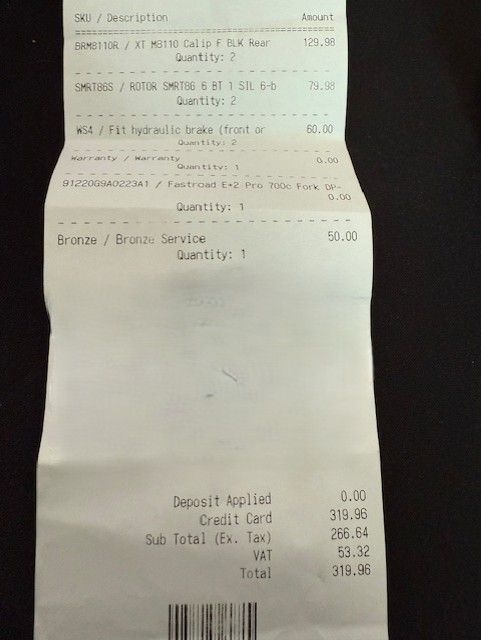 SKU / Description Amount
BRM8110R / XT M8110 Calip F BLK Rear 129.98
Quantity: 2
SMRT86S / ROTOR SMRT86 6 BT 1 SIL 6-b 79.98
Quantity: 2
WS4 / Fit hydraulic brake (front or 60.00
Quantity: 2
Warranty / Warranty 0.00
Quantity: 1
91220G9A0223A1 / Fastroad E+2 Pro 700c Fork DP-
0.00
Quantity: 1
Bronze / Bronze Service 50.00
Quantity: 1
Deposit Applied 0.00
Credit Card 319.96
Sub Total (Ex. Tax) 266.64
VAT 53.32
Total 319.96